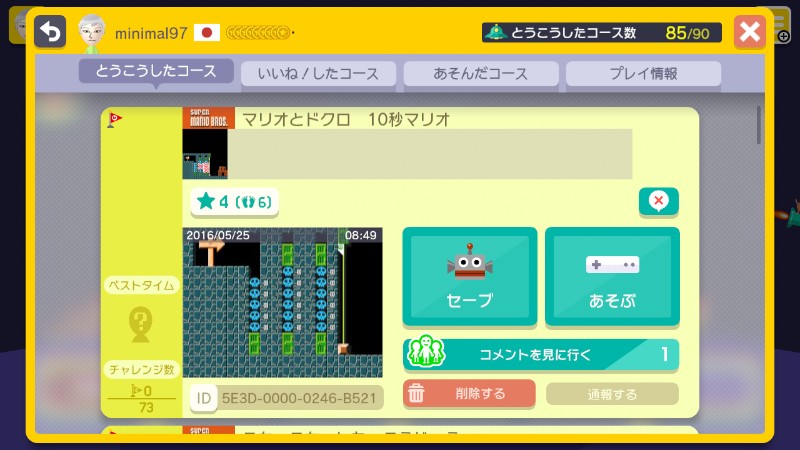 minimal97
とうこうしたコース数 85/90
とうこうしたコース
いいね！したコース
あそんだコース
プレイ情報
SUPER
MARIO BROS.
マリオとドクロ　10秒マリオ
★ 4 ( 6)
2016/05/25 08:49
ベストタイム
?
チャレンジ数
0
73
セーブ
あそぶ
コメントを見に行く 1
ID 5E3D-0000-0246-B521
削除する
通報する
SUPER